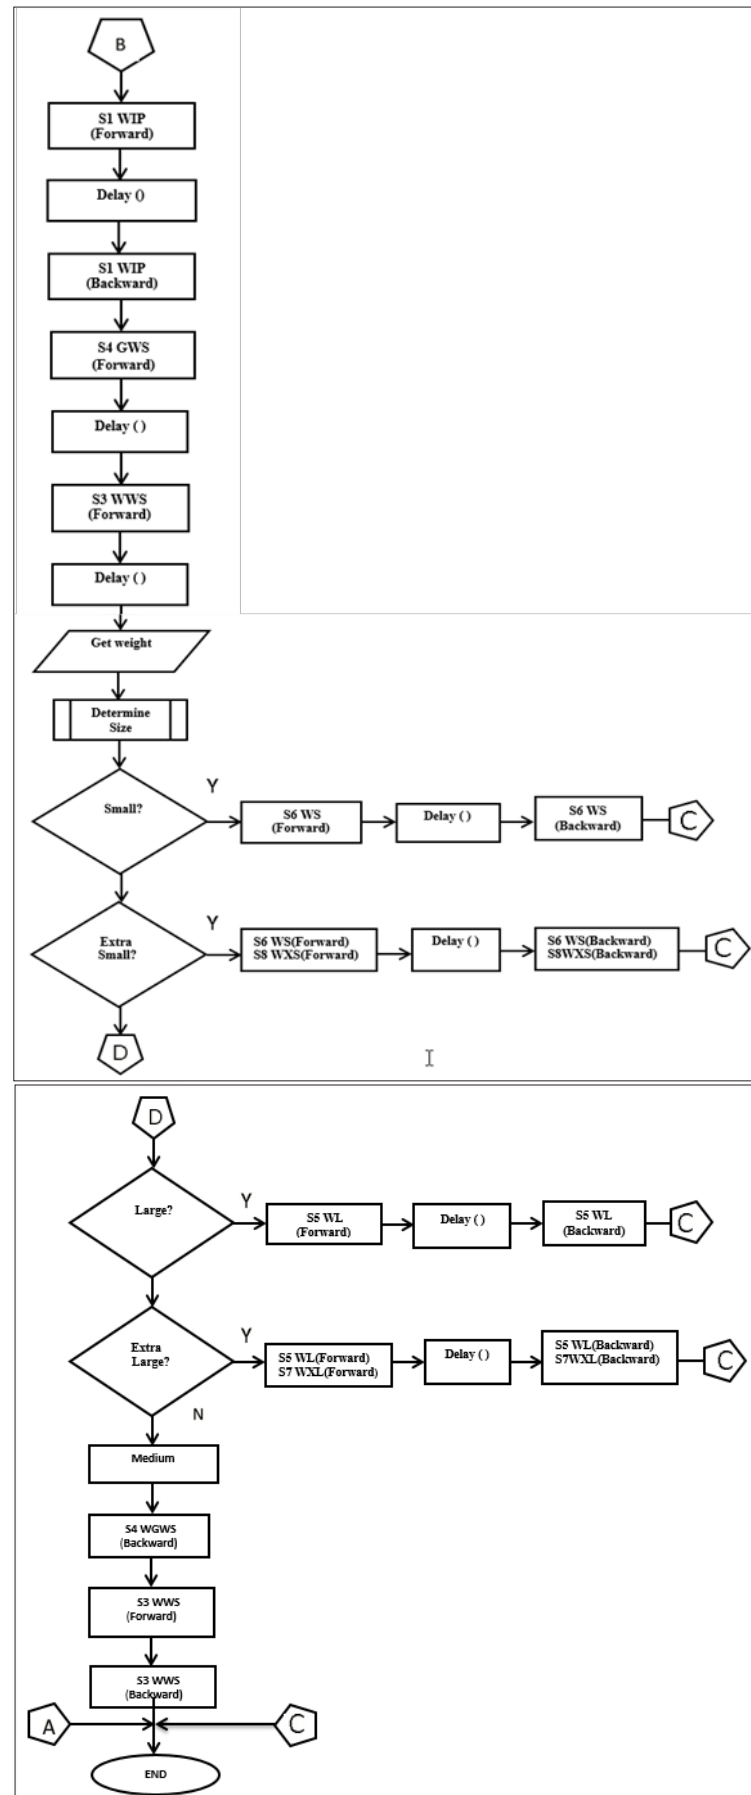 B
S1 WIP
(Forward)
Delay ()
S1 WIP
(Backward)
S4 GWS
(Forward)
Delay ( )
S3 WWS
(Forward)
Delay ( )
Get weight
Determine
Size
Small?
Y
S6 WS
(Forward)
Delay ( )
S6 WS
(Backward)
C
Extra
Small?
Y
S6 WS(Forward)
S8 WXS(Forward)
Delay ( )
S6 WS(Backward)
S8WXS(Backward)
C
D
D
Large?
Y
S5 WL
(Forward)
Delay ( )
S5 WL
(Backward)
C
Extra
Large?
Y
S5 WL(Forward)
S7 WXL(Forward)
Delay ( )
S5 WL(Backward)
S7WXL(Backward)
C
N
Medium
S4 WGWS
(Backward)
S3 WWS
(Forward)
S3 WWS
(Backward)
A
C
END